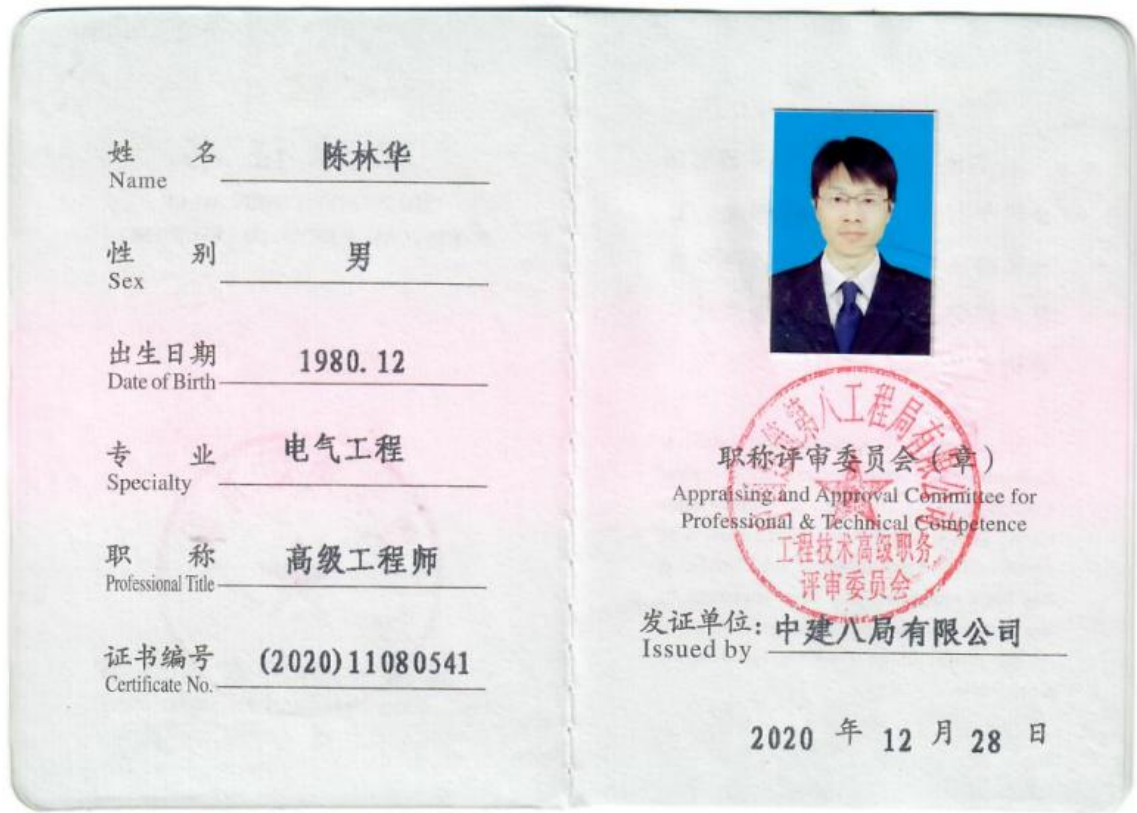 姓 名 陈林华
Name
性 别 男
Sex
出生日期 1980.12
Date of Birth
专 业 电气工程
Specialty
职 称 高级工程师
Professional Title
证书编号 (2020)11080541
Certificate No.
第八工程局有限公司
职称评审委员会(章)
Appraising and Approval Committee for
Professional & Technical Competence
工程技术高级职务
评审委员会
发证单位: 中建八局有限公司
Issued by
2020 年 12 月 28 日